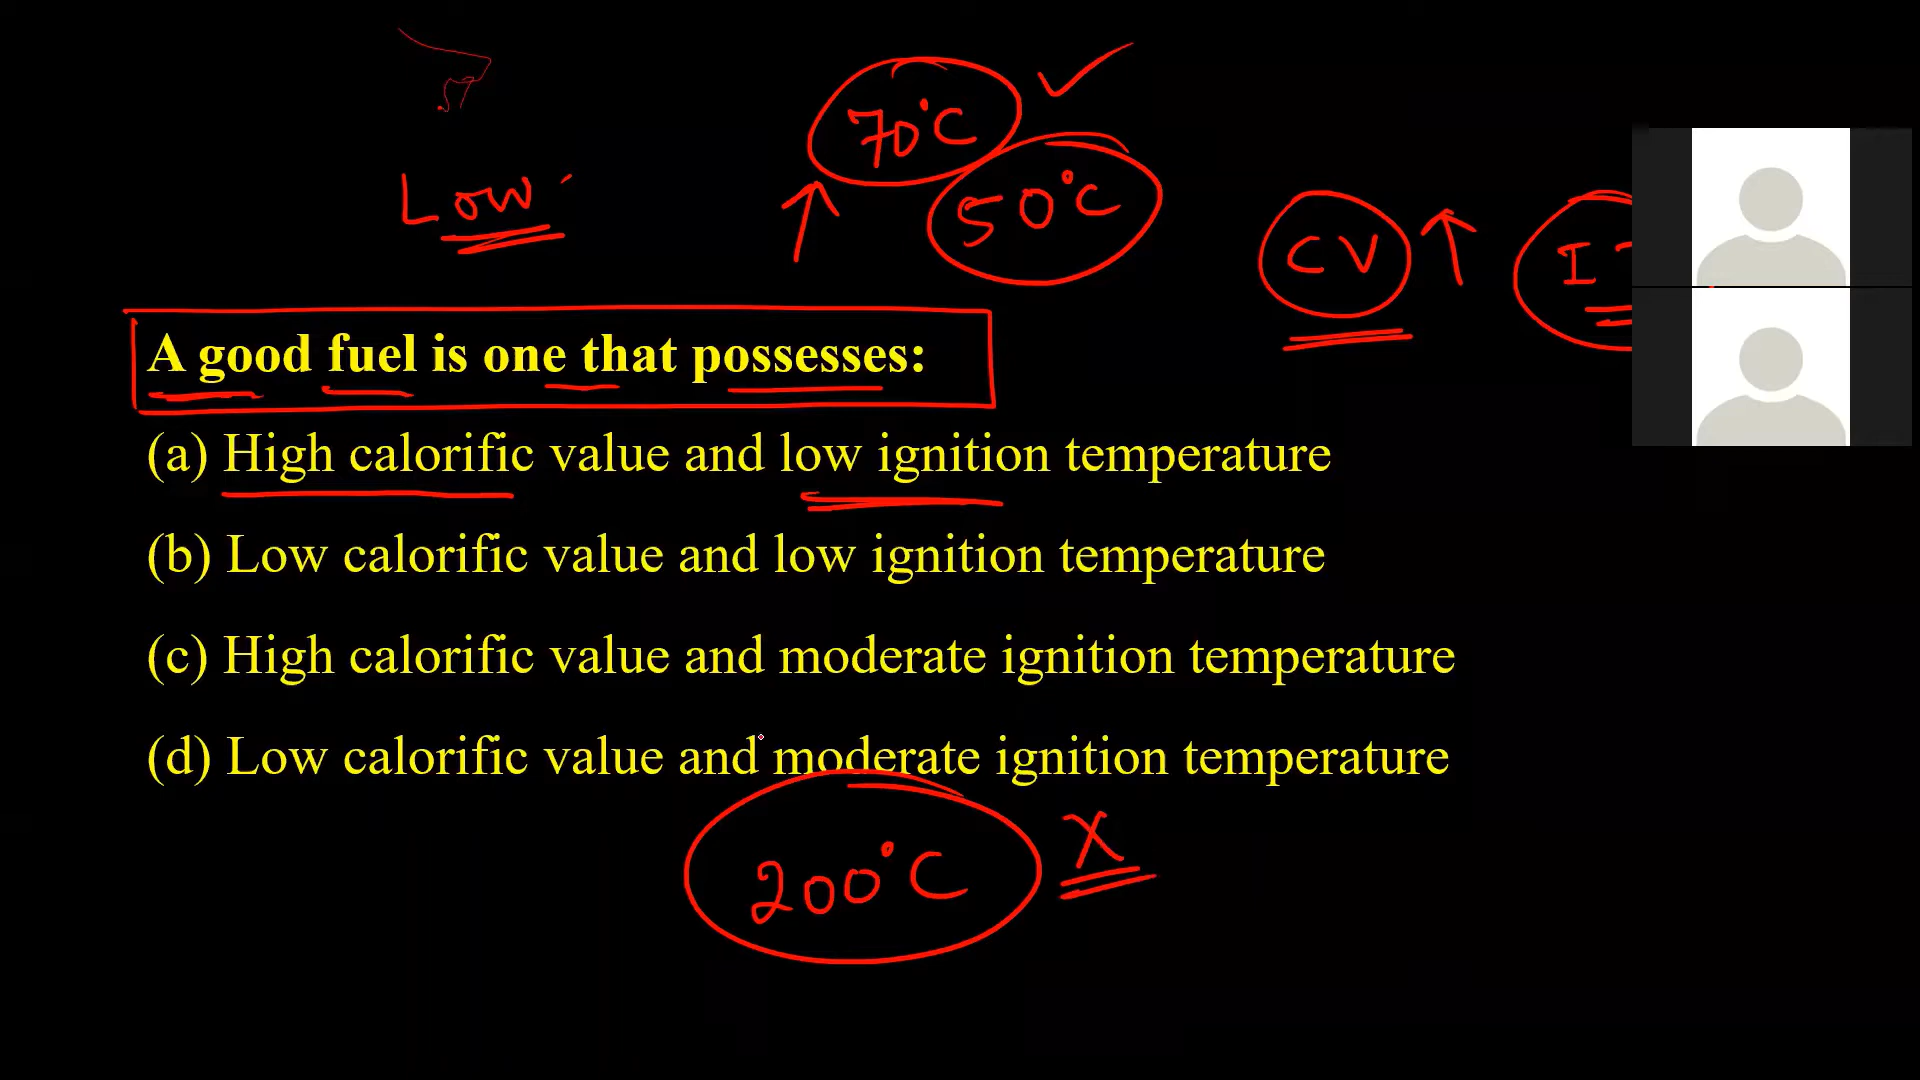 70°C
Low
50°C
CV
I
A good fuel is one that possesses:
(a) High calorific value and low ignition temperature
(b) Low calorific value and low ignition temperature
(c) High calorific value and moderate ignition temperature
(d) Low calorific value and moderate ignition temperature
200°C X